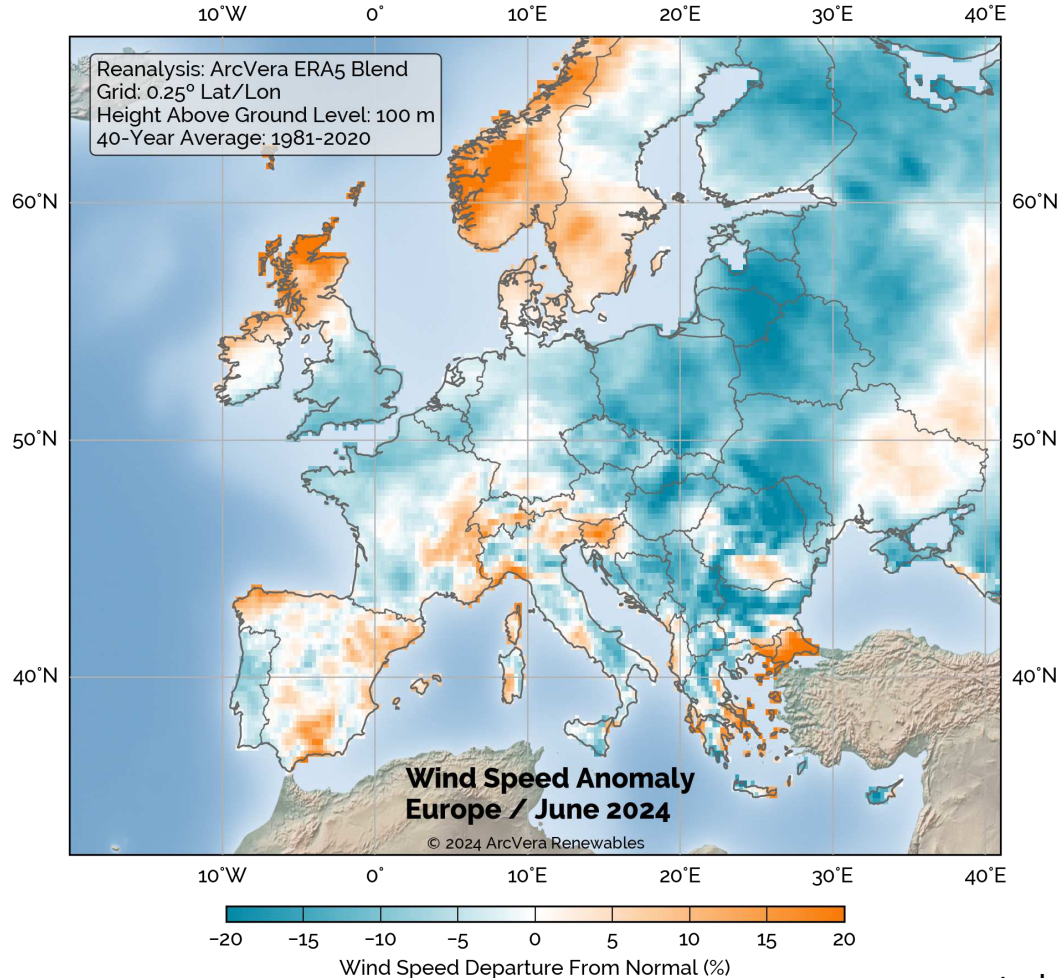 10°W 0° 10°E 20°E 30°E 40°E
Reanalysis: ArcVera ERA5 Blend
Grid: 0.25º Lat/Lon
Height Above Ground Level: 100 m
40-Year Average: 1981-2020
60°N 60°N
50°N 50°N
40°N 40°N
Wind Speed Anomaly
Europe / June 2024
© 2024 ArcVera Renewables
10°W 0° 10°E 20°E 30°E 40°E
−20 −15 −10 −5 0 5 10 15 20
Wind Speed Departure From Normal (%)